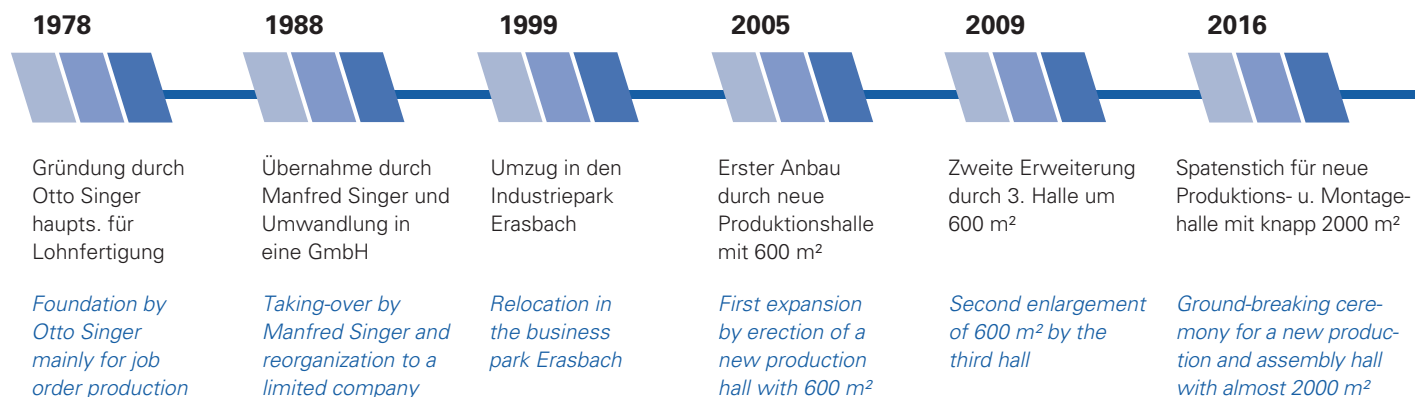 1978
Gründung durch
Otto Singer
haupts. für
Lohnfertigung
Foundation by
Otto Singer
mainly for job
order production
1988
Übernahme durch
Manfred Singer und
Umwandlung in
eine GmbH
Taking-over by
Manfred Singer and
reorganization to a
limited company
1999
Umzug in den
Industriepark
Erasbach
Relocation in
the business
park Erasbach
2005
Erster Anbau
durch neue
Produktionshalle
mit 600 m²
First expansion
by erection of a
new production
hall with 600 m²
2009
Zweite Erweiterung
durch 3. Halle um
600 m²
Second enlargement
of 600 m² by the
third hall
2016
Spatenstich für neue
Produktions- u. Montage-
halle mit knapp 2000 m²
Ground-breaking cere-
mony for a new produc-
tion and assembly hall
with almost 2000 m²